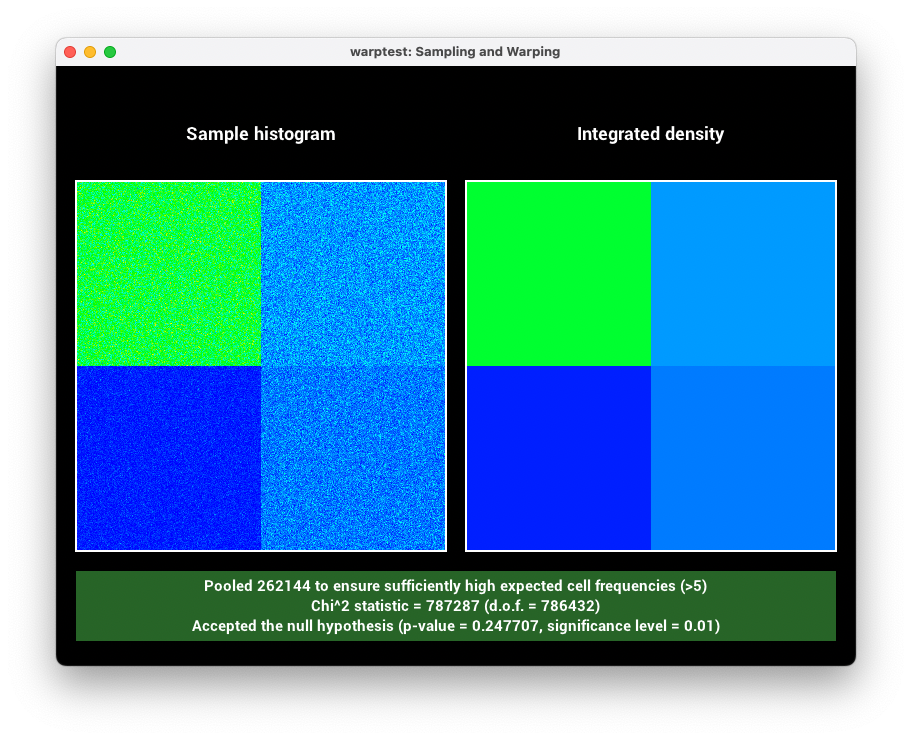 warptest: Sampling and Warping
Sample histogram
Integrated density
Pooled 262144 to ensure sufficiently high expected cell frequencies (>5)
Chi^2 statistic = 787287 (d.o.f. = 786432)
Accepted the null hypothesis (p-value = 0.247707, significance level = 0.01)